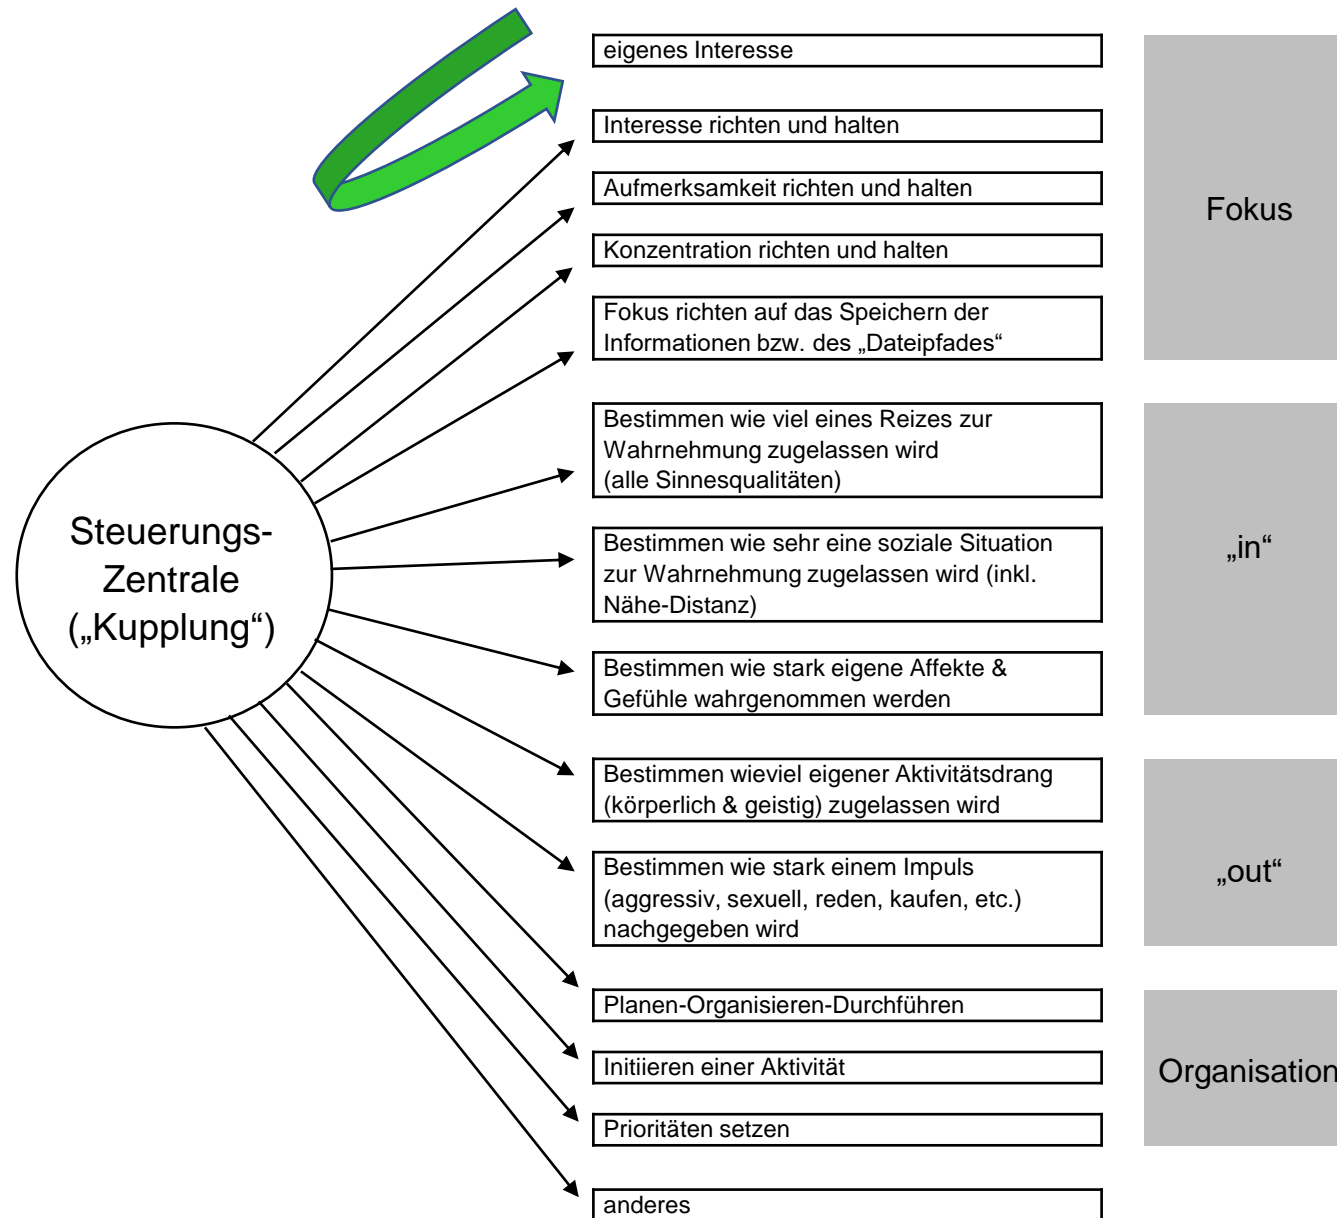 eigenes Interesse
Interesse richten und halten
Aufmerksamkeit richten und halten
Konzentration richten und halten
Fokus richten auf das Speichern der
Informationen bzw. des „Dateipfades“
Fokus
Bestimmen wie viel eines Reizes zur
Wahrnehmung zugelassen wird
(alle Sinnesqualitäten)
Bestimmen wie sehr eine soziale Situation
zur Wahrnehmung zugelassen wird (inkl.
Nähe-Distanz)
Bestimmen wie stark eigene Affekte &
Gefühle wahrgenommen werden
„in“
Steuerungs-
Zentrale
(„Kupplung“)
Bestimmen wieviel eigener Aktivitätsdrang
(körperlich & geistig) zugelassen wird
Bestimmen wie stark einem Impuls
(aggressiv, sexuell, reden, kaufen, etc.)
nachgegeben wird
„out“
Planen-Organisieren-Durchführen
Initiieren einer Aktivität
Prioritäten setzen
Organisation
anderes